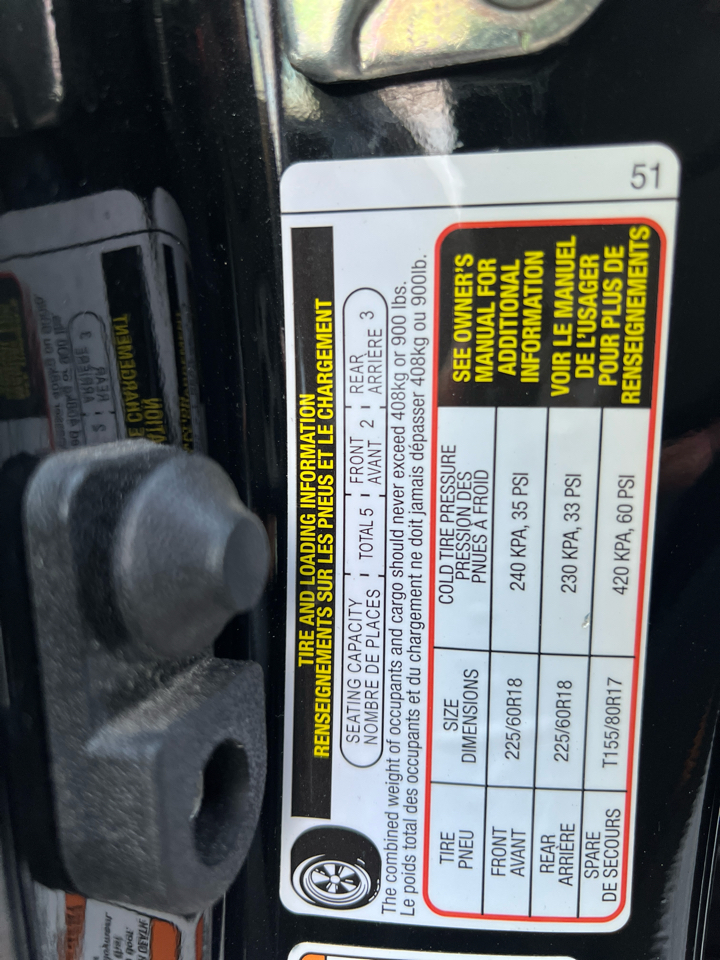 TIRE AND LOADING INFORMATION
RENSEIGNEMENTS SUR LES PNEUS ET LE CHARGEMENT
SEATING CAPACITY
NOMBRE DE PLACES
TOTAL 5
FRONT
AVANT 2
REAR
ARRIÈRE 3
The combined weight of occupants and cargo should never exceed 408kg or 900 lbs.
Le poids total des occupants et du chargement ne doit jamais dépasser 408kg ou 900lb.
TIRE
PNEU
SIZE
DIMENSIONS
COLD TIRE PRESSURE
PRESSION DES
PNUES A FROID
FRONT
AVANT
225/60R18
240 KPA, 35 PSI
REAR
ARRIÈRE
225/60R18
230 KPA, 33 PSI
SPARE
DE SECOURS
T155/80R17
420 KPA, 60 PSI
SEE OWNER'S
MANUAL FOR
ADDITIONAL
INFORMATION
VOIR LE MANUEL
DE L'USAGER
POUR PLUS DE
RENSEIGNEMENTS
51